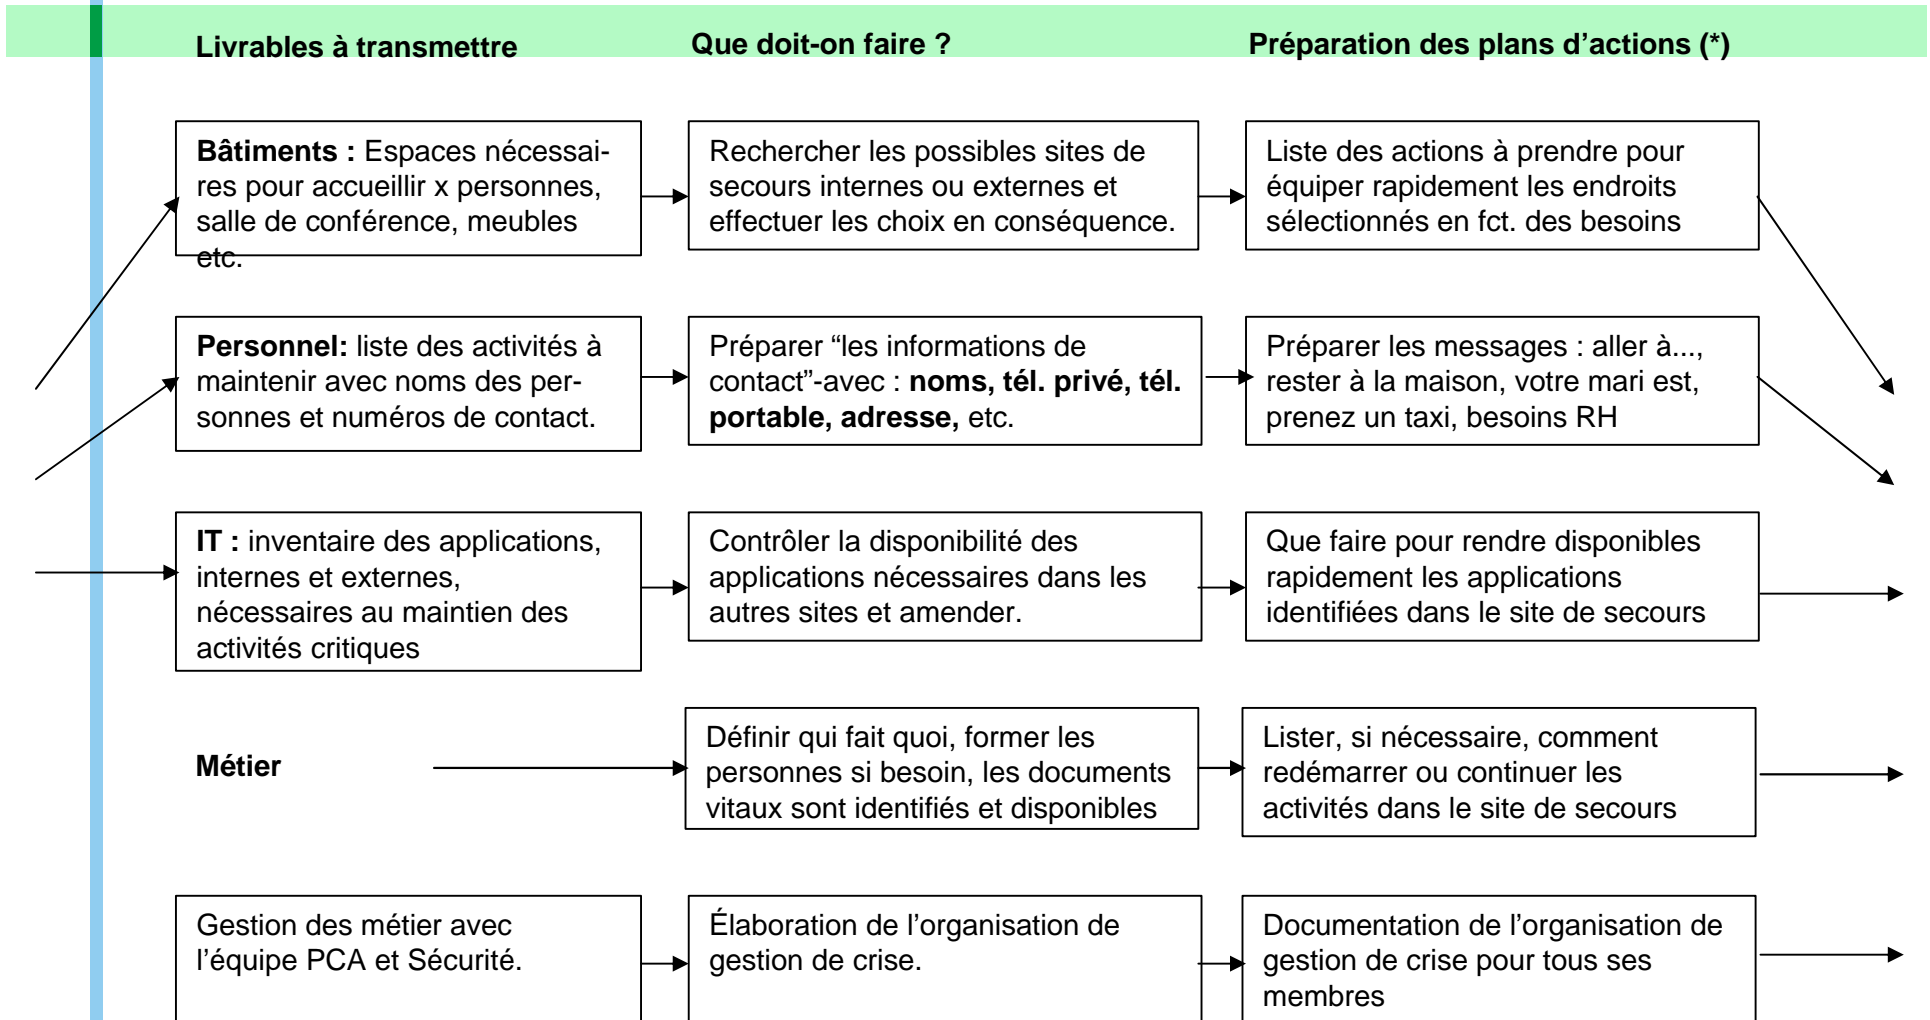 Livrables à transmettre
Que doit-on faire ?
Préparation des plans d’actions (*)
Bâtiments : Espaces nécessai-
res pour accueillir x personnes,
salle de conférence, meubles
etc.
Rechercher les possibles sites de
secours internes ou externes et
effectuer les choix en conséquence.
Liste des actions à prendre pour
équiper rapidement les endroits
sélectionnés en fct. des besoins
Personnel: liste des activités à
maintenir avec noms des per-
sonnes et numéros de contact.
Préparer “les informations de
contact”-avec : noms, tél. privé, tél.
portable, adresse, etc.
Préparer les messages : aller à...,
rester à la maison, votre mari est,
prenez un taxi, besoins RH
IT : inventaire des applications,
internes et externes,
nécessaires au maintien des
activités critiques
Contrôler la disponibilité des
applications nécessaires dans les
autres sites et amender.
Que faire pour rendre disponibles
rapidement les applications
identifiées dans le site de secours
Métier
Définir qui fait quoi, former les
personnes si besoin, les documents
vitaux sont identifiés et disponibles
Lister, si nécessaire, comment
redémarrer ou continuer les
activités dans le site de secours
Gestion des métier avec
l’équipe PCA et Sécurité.
Élaboration de l’organisation de
gestion de crise.
Documentation de l’organisation de
gestion de crise pour tous ses
membres